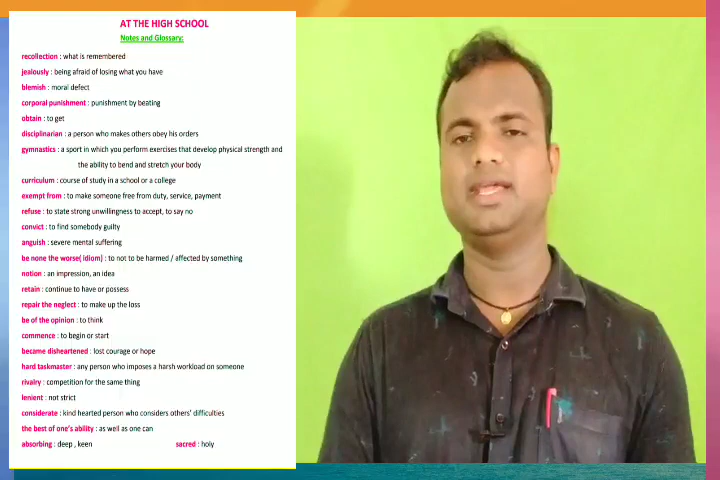 AT THE HIGH SCHOOL
Notes and Glossary:
recollection : what is remembered
jealously : being afraid of losing what you have
blemish : moral defect
corporal punishment : punishment by beating
obtain : to get
disciplinarian : a person who makes others obey his orders
gymnastics : a sport in which you perform exercises that develop physical strength and
the ability to bend and stretch your body
curriculum : course of study in a school or a college
exempt from : to make someone free from duty, service, payment
refuse : to state strong unwillingness to accept, to say no
convict : to find somebody guilty
anguish : severe mental suffering
be none the worse( idiom) : to not to be harmed / affected by something
notion : an impression, an idea
retain : continue to have or possess
repair the neglect : to make up the loss
be of the opinion : to think
commence : to begin or start
became disheartened : lost courage or hope
hard taskmaster : any person who imposes a harsh workload on someone
rivalry : competition for the same thing
lenient : not strict
considerate : kind hearted person who considers others' difficulties
the best of one's ability : as well as one can
absorbing : deep , keen sacred : holy